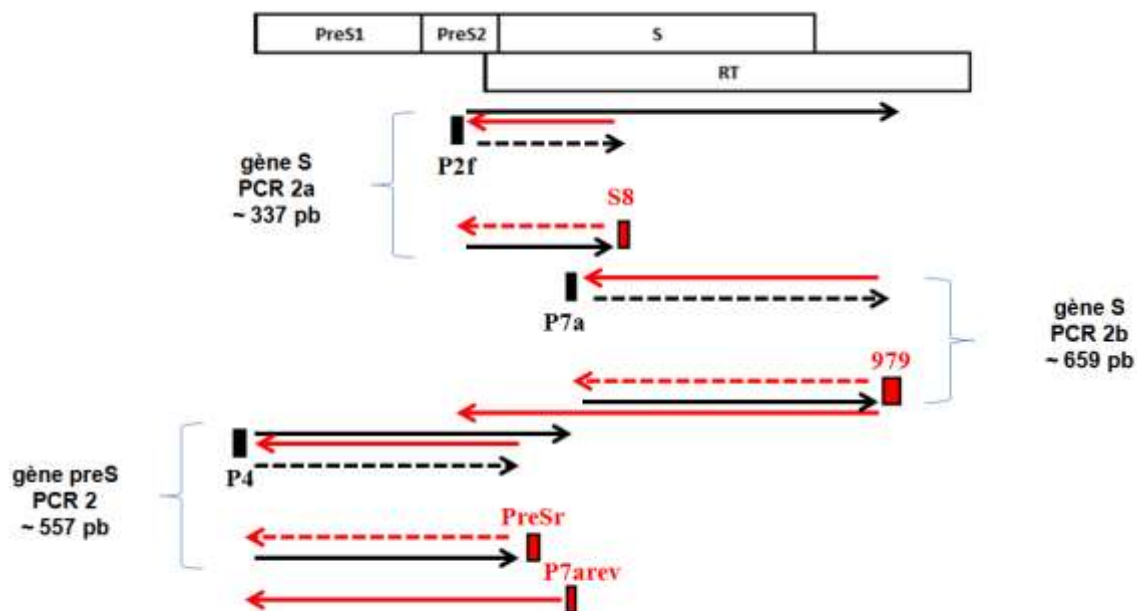 PreS1 PreS2 S
RT
P2f
gène S
PCR 2a
~ 337 pb
S8
P7a
gène S
PCR 2b
~ 659 pb
979
P4
gène preS
PCR 2
~ 557 pb
PreSr
P7arev